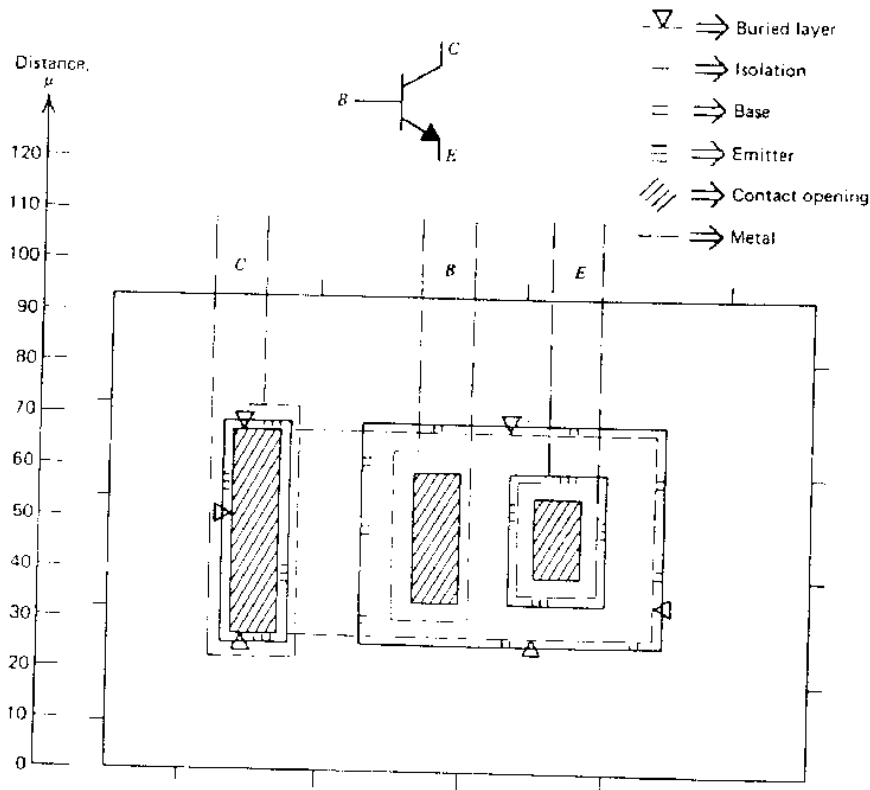 Distance,
μ
120
110
100
90
80
70
60
50
40
30
20
10
0
C
B
E
Buried layer
Isolation
Base
Emitter
Contact opening
Metal
C
B
E